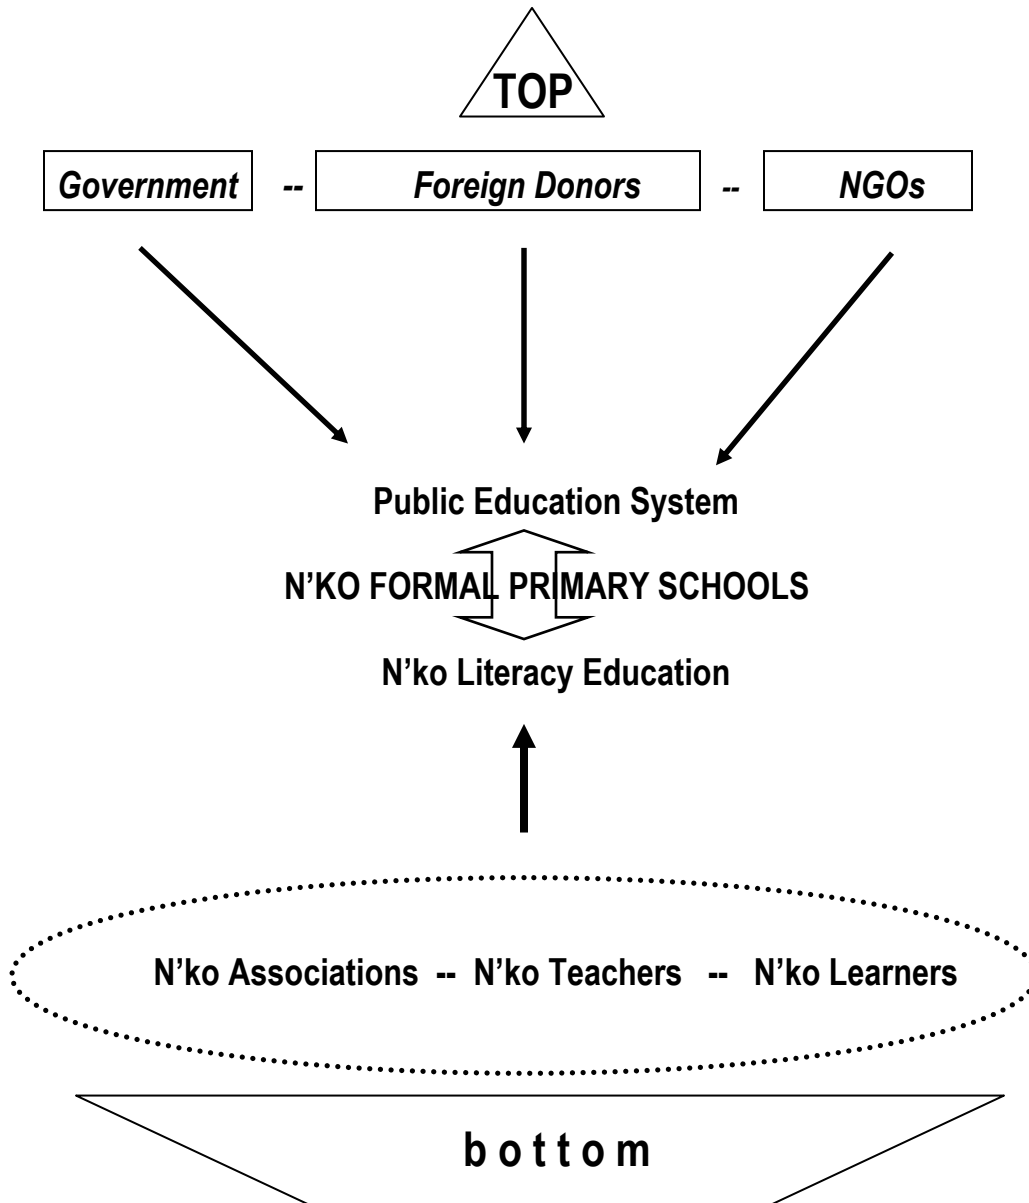 TOP
Government -- Foreign Donors -- NGOs
Public Education System
N’KO FORMAL PRIMARY SCHOOLS
N’ko Literacy Education
N’ko Associations -- N’ko Teachers -- N’ko Learners
b o t t o m